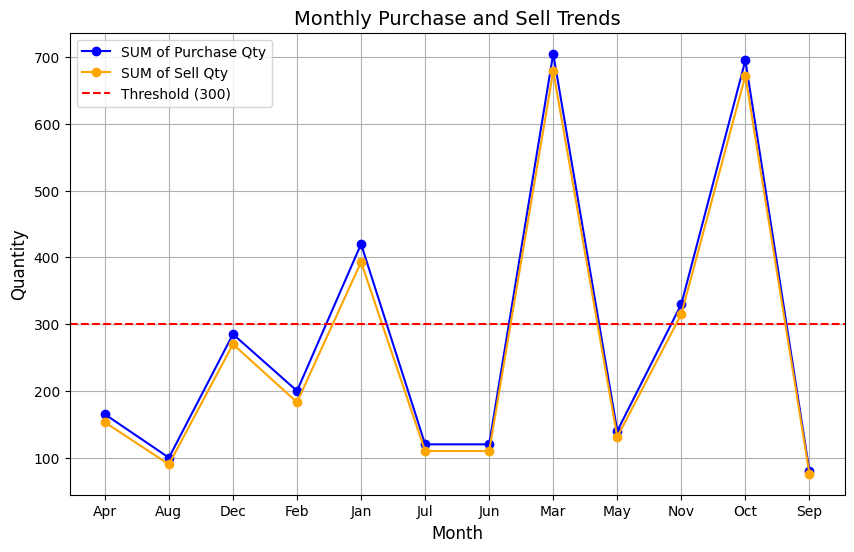 Monthly Purchase and Sell Trends
SUM of Purchase Qty
SUM of Sell Qty
Threshold (300)
Quantity
700
600
500
400
300
200
100
Apr Aug Dec Feb Jan Jul Jun Mar May Nov Oct Sep
Month